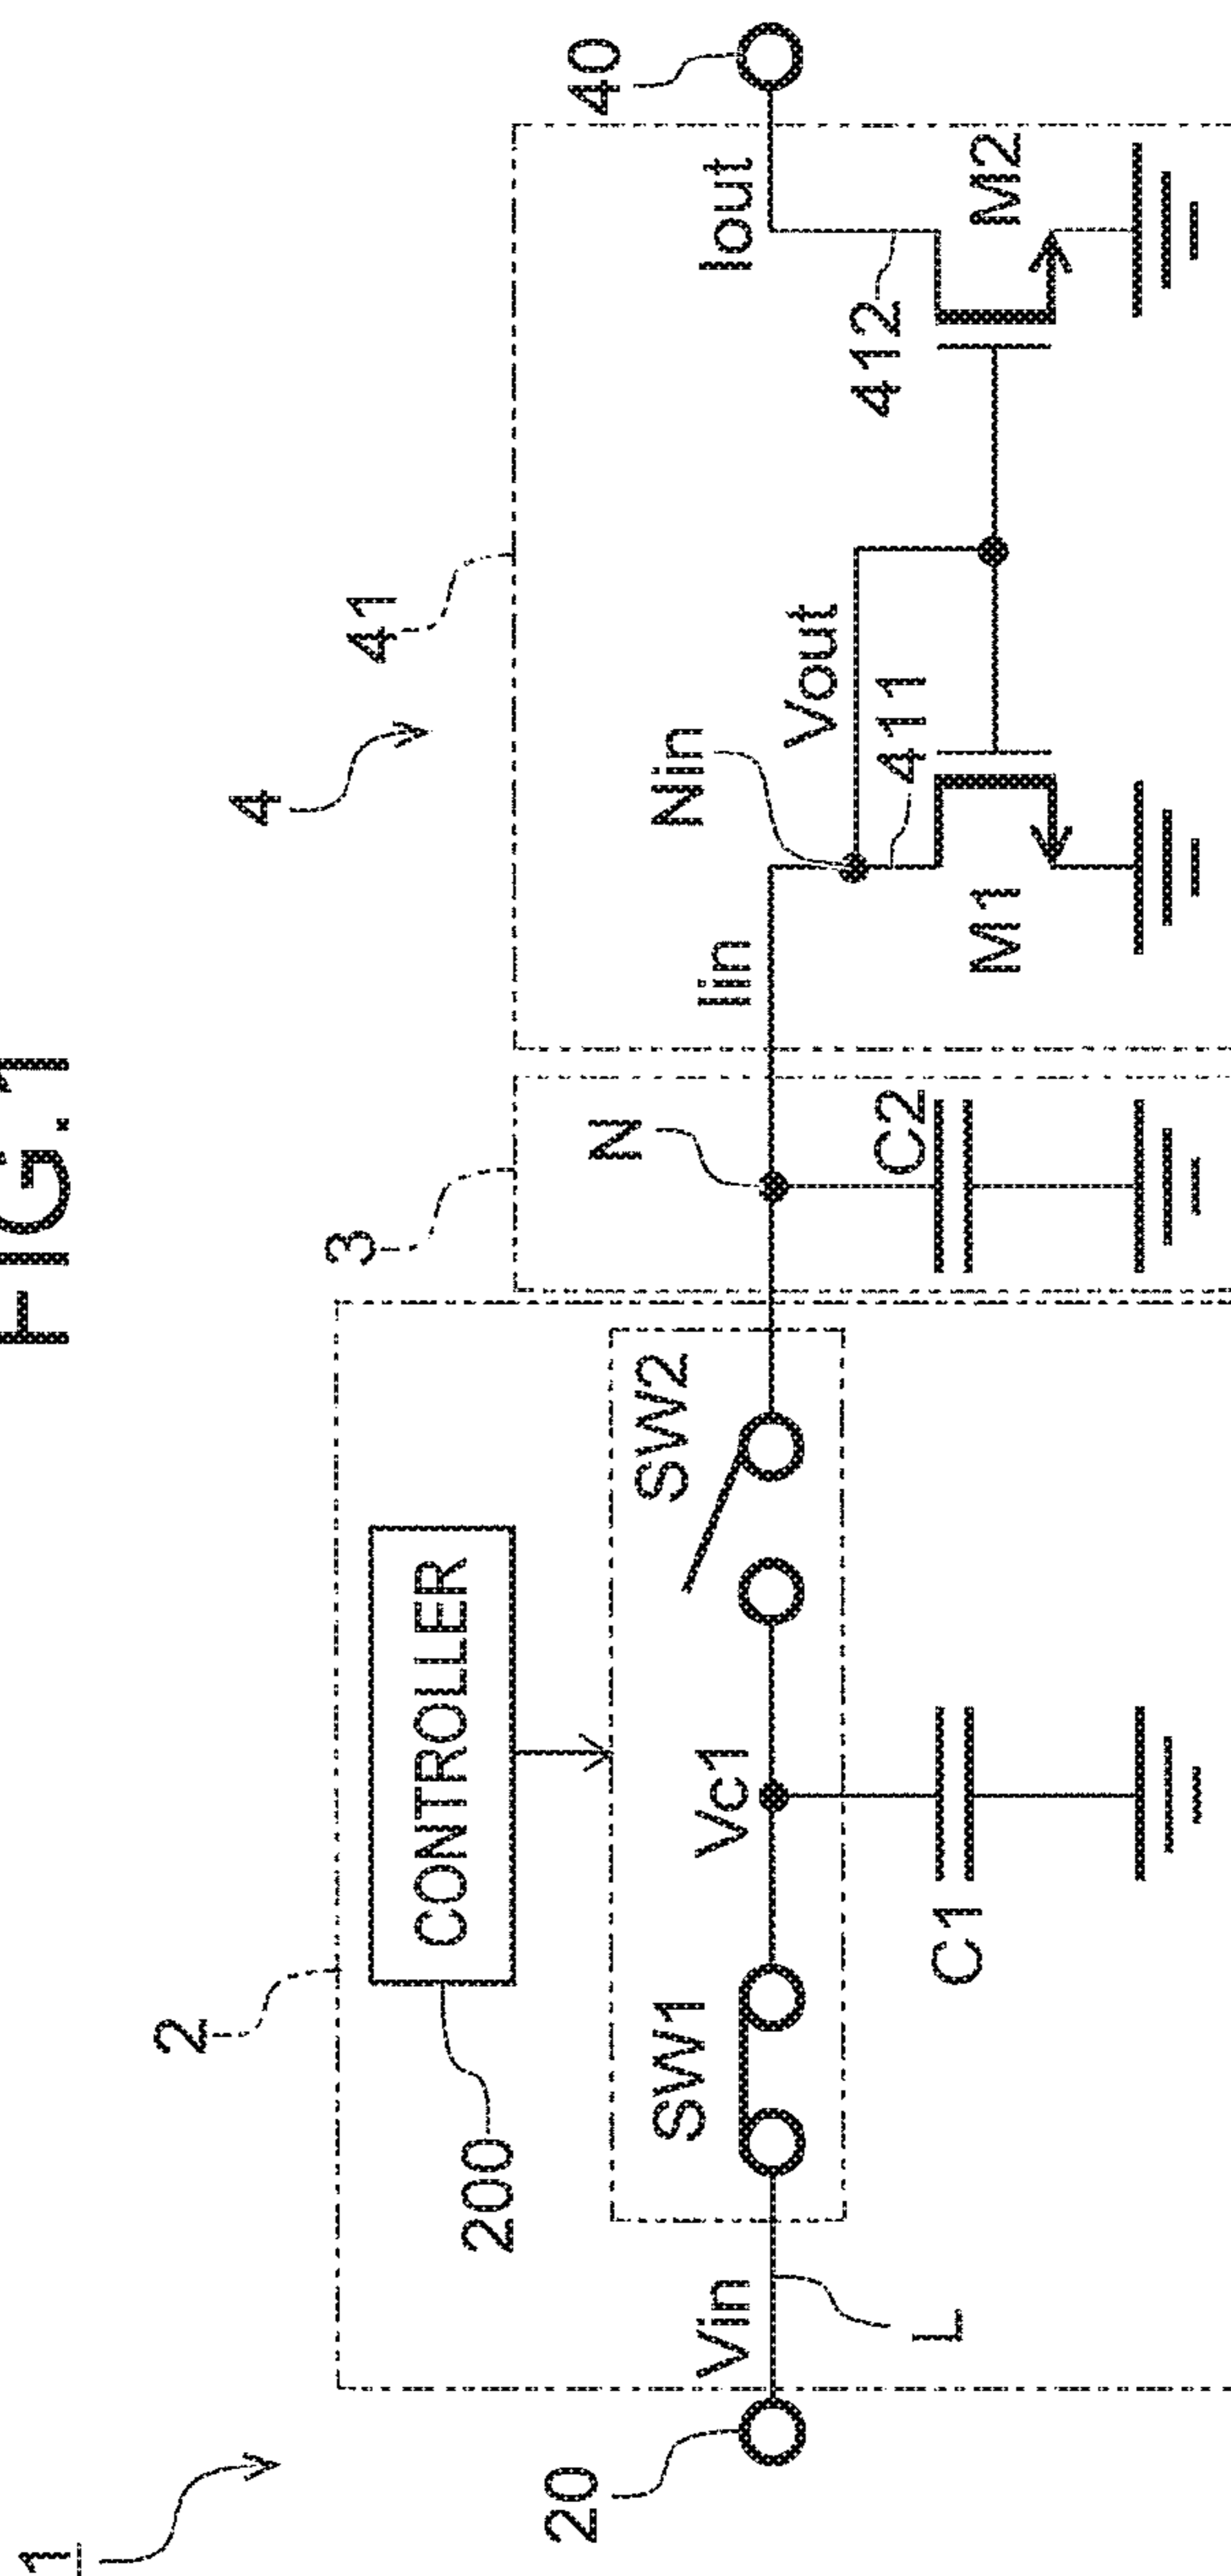 FIG.1
1
4
2
3
41
40
CONTROLLER
200
N
Nin
Iin
Iout
Vin
SW1
Vc1
SW2
Vout
20
L
C1
C2
411
412
M1
M2